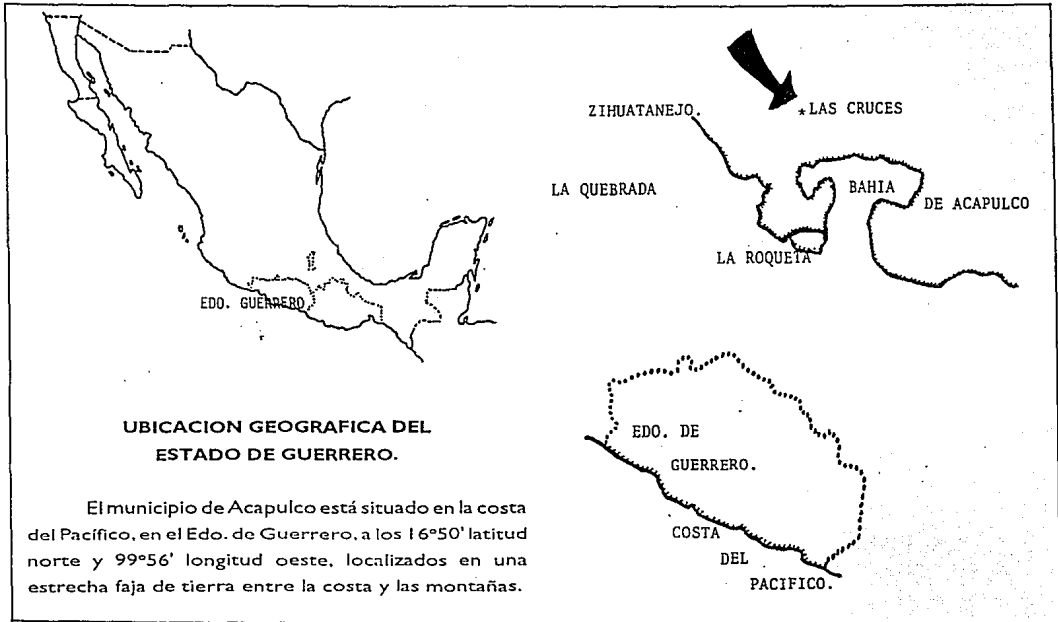 EDO. GUERRERO
UBICACION GEOGRAFICA DEL
ESTADO DE GUERRERO.
El municipio de Acapulco está situado en la costa
del Pacífico, en el Edo. de Guerrero, a los 16°50' latitud
norte y 99°56' longitud oeste, localizados en una
estrecha faja de tierra entre la costa y las montañas.
ZIHUATANEJO.
*LAS CRUCES
LA QUEBRADA
BAHIA
DE ACAPULCO
LA ROQUETA
EDO. DE
GUERRERO.
COSTA
DEL
PACIFICO.